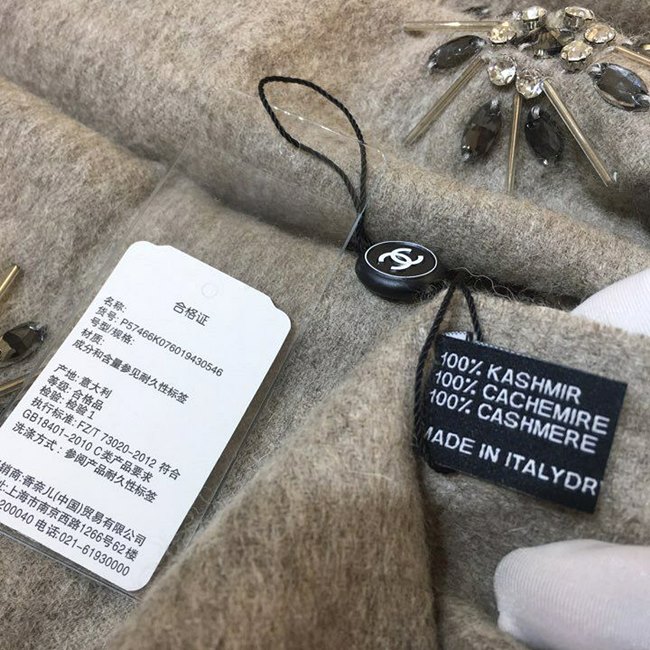 合格证
名称:
货号: P57466K076019430546
号型/规格:
材质:
成分和含量参见耐久性标签
产地: 意大利
等级: 合格品
检验: 检验1
执行标准: FZ/T 73020-2012 符合
GB18401-2010 C类产品要求
洗涤方式: 参阅产品耐久性标签
销商:香奈儿(中国)贸易有限公司
址:上海市南京西路1266号62楼
200040 电话:021-61930000
100% KASHMIR
100% CACHEMIRE
100% CASHMERE
MADE IN ITALYDR